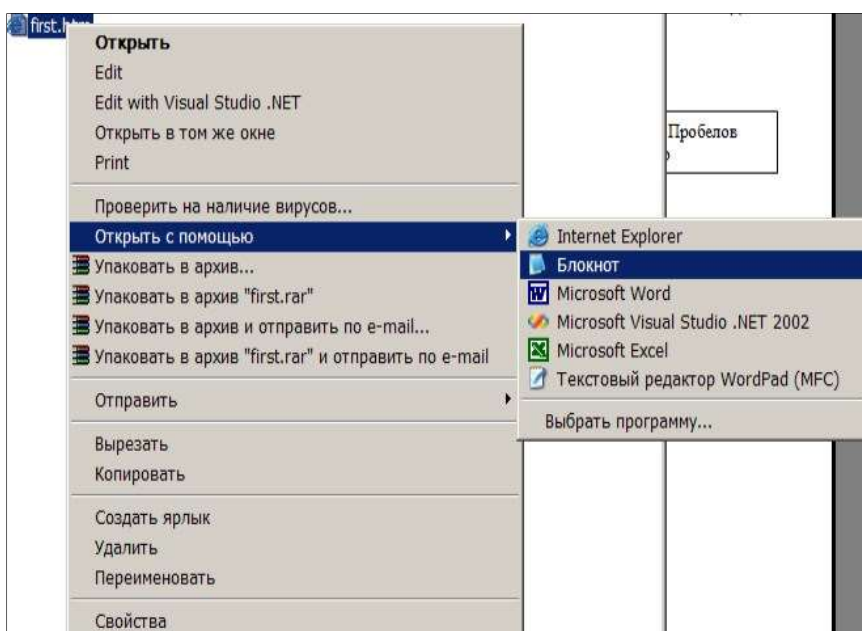 first.htm
Открыть
Edit
Edit with Visual Studio .NET
Открыть в том же окне
Print
Проверить на наличие вирусов...
Открыть с помощью
Упаковать в архив...
Упаковать в архив "first.rar"
Упаковать в архив и отправить по e-mail...
Упаковать в архив "first.rar" и отправить по e-mail
Отправить
Вырезать
Копировать
Создать ярлык
Удалить
Переименовать
Свойства
Internet Explorer
Блокнот
Microsoft Word
Microsoft Visual Studio .NET 2002
Microsoft Excel
Текстовый редактор WordPad (MFC)
Выбрать программу...
Пробелов